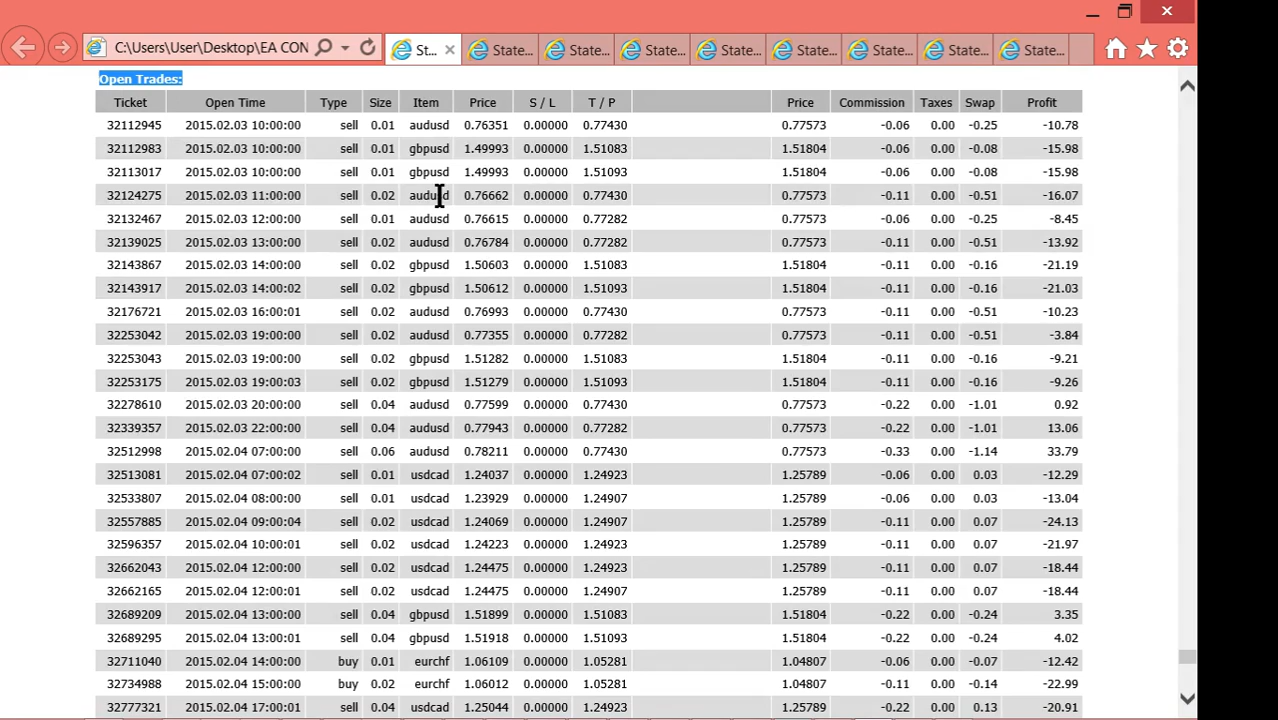 C:\Users\User\Desktop\EA CON
St...
State...
State...
State...
State...
State...
State...
State...
State...
Open Trades:
Ticket Open Time Type Size Item Price S / L T / P Price Commission Taxes Swap Profit
32112945 2015.02.03 10:00:00 sell 0.01 audusd 0.76351 0.00000 0.77430 0.77573 -0.06 0.00 -0.25 -10.78
32112983 2015.02.03 10:00:00 sell 0.01 gbpusd 1.49993 0.00000 1.51083 1.51804 -0.06 0.00 -0.08 -15.98
32113017 2015.02.03 10:00:00 sell 0.01 gbpusd 1.49993 0.00000 1.51093 1.51804 -0.06 0.00 -0.08 -15.98
32124275 2015.02.03 11:00:00 sell 0.02 audusd 0.76662 0.00000 0.77430 0.77573 -0.11 0.00 -0.51 -16.07
32132467 2015.02.03 12:00:00 sell 0.01 audusd 0.76615 0.00000 0.77282 0.77573 -0.06 0.00 -0.25 -8.45
32139025 2015.02.03 13:00:00 sell 0.02 audusd 0.76784 0.00000 0.77282 0.77573 -0.11 0.00 -0.51 -13.92
32143867 2015.02.03 14:00:00 sell 0.02 gbpusd 1.50603 0.00000 1.51083 1.51804 -0.11 0.00 -0.16 -21.19
32143917 2015.02.03 14:00:02 sell 0.02 gbpusd 1.50612 0.00000 1.51093 1.51804 -0.11 0.00 -0.16 -21.03
32176721 2015.02.03 16:00:01 sell 0.02 audusd 0.76993 0.00000 0.77430 0.77573 -0.11 0.00 -0.51 -10.23
32253042 2015.02.03 19:00:00 sell 0.02 audusd 0.77355 0.00000 0.77282 0.77573 -0.11 0.00 -0.51 -3.84
32253043 2015.02.03 19:00:00 sell 0.02 gbpusd 1.51282 0.00000 1.51083 1.51804 -0.11 0.00 -0.16 -9.21
32253175 2015.02.03 19:00:03 sell 0.02 gbpusd 1.51279 0.00000 1.51093 1.51804 -0.11 0.00 -0.16 -9.26
32278610 2015.02.03 20:00:00 sell 0.04 audusd 0.77599 0.00000 0.77430 0.77573 -0.22 0.00 -1.01 0.92
32339357 2015.02.03 22:00:00 sell 0.04 audusd 0.77943 0.00000 0.77282 0.77573 -0.22 0.00 -1.01 13.06
32512998 2015.02.04 07:00:00 sell 0.06 audusd 0.78211 0.00000 0.77430 0.77573 -0.33 0.00 -1.14 33.79
32513081 2015.02.04 07:00:02 sell 0.01 usdcad 1.24037 0.00000 1.24923 1.25789 -0.06 0.00 0.03 -12.29
32533807 2015.02.04 08:00:00 sell 0.01 usdcad 1.23929 0.00000 1.24907 1.25789 -0.06 0.00 0.03 -13.04
32557885 2015.02.04 09:00:04 sell 0.02 usdcad 1.24069 0.00000 1.24907 1.25789 -0.11 0.00 0.07 -24.13
32596357 2015.02.04 10:00:01 sell 0.02 usdcad 1.24223 0.00000 1.24923 1.25789 -0.11 0.00 0.07 -21.97
32662043 2015.02.04 12:00:00 sell 0.02 usdcad 1.24475 0.00000 1.24923 1.25789 -0.11 0.00 0.07 -18.44
32662165 2015.02.04 12:00:01 sell 0.02 usdcad 1.24475 0.00000 1.24907 1.25789 -0.11 0.00 0.07 -18.44
32689209 2015.02.04 13:00:00 sell 0.04 gbpusd 1.51899 0.00000 1.51083 1.51804 -0.22 0.00 -0.24 3.35
32689295 2015.02.04 13:00:01 sell 0.04 gbpusd 1.51918 0.00000 1.51093 1.51804 -0.22 0.00 -0.24 4.02
32711040 2015.02.04 14:00:00 buy 0.01 eurchf 1.06109 0.00000 1.05281 1.04807 -0.06 0.00 -0.07 -12.42
32734988 2015.02.04 15:00:00 buy 0.02 eurchf 1.06012 0.00000 1.05281 1.04807 -0.11 0.00 -0.14 -22.99
32777321 2015.02.04 17:00:01 sell 0.04 usdcad 1.25044 0.00000 1.24923 1.25789 -0.22 0.00 0.13 -20.91